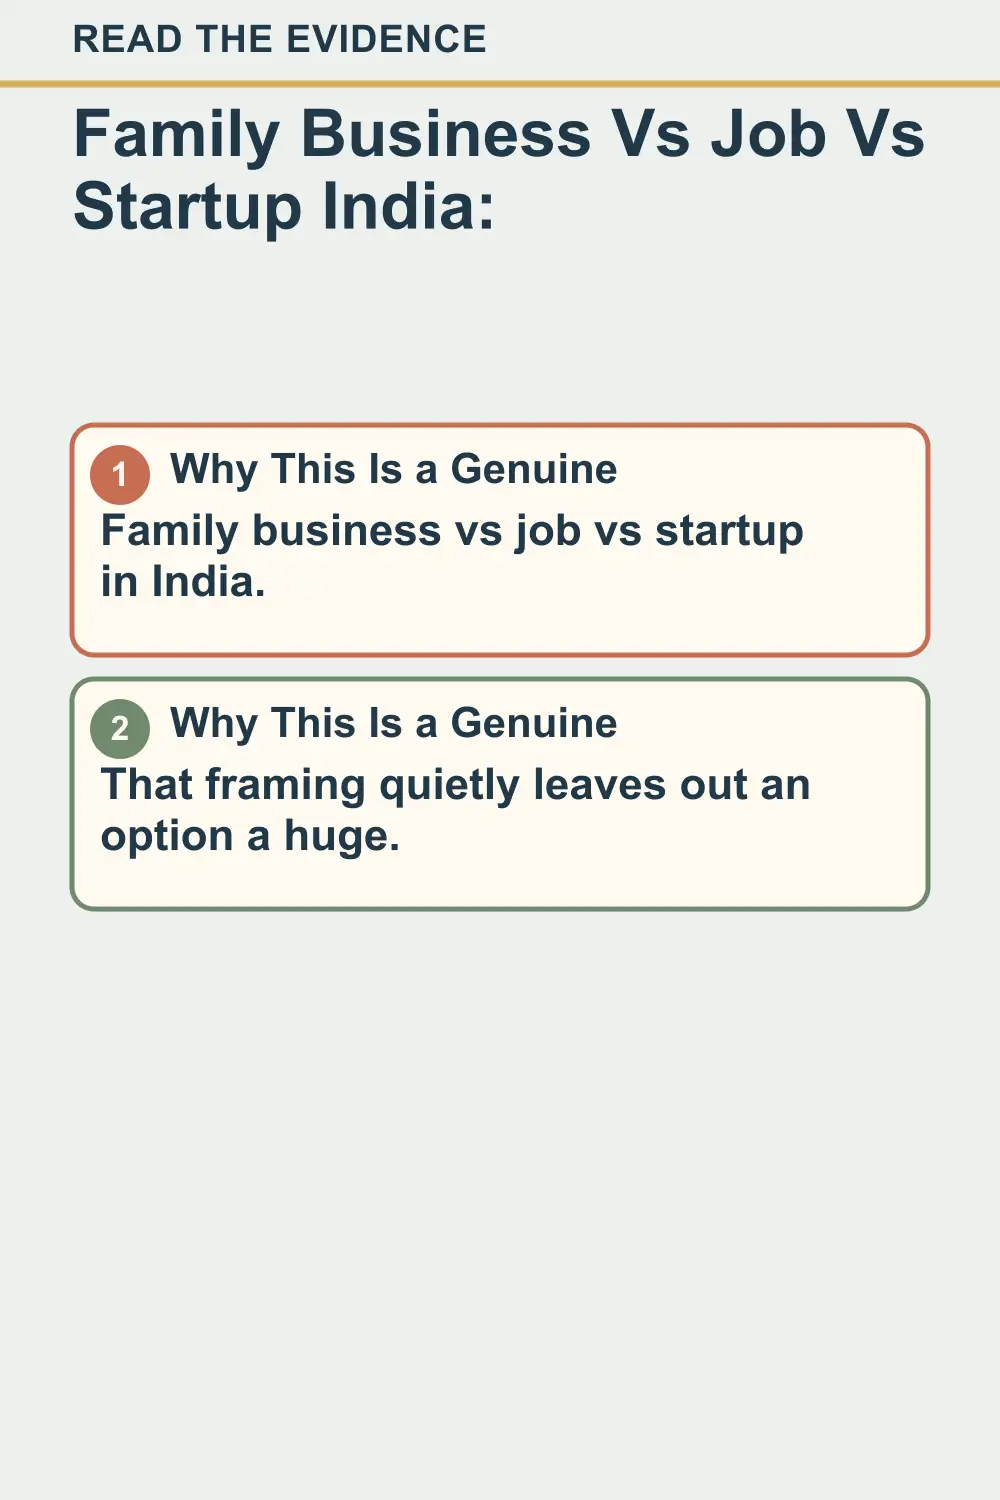 READ THE EVIDENCE
Family Business Vs Job Vs
Startup India:
1 Why This Is a Genuine
Family business vs job vs startup
in India.
2 Why This Is a Genuine
That framing quietly leaves out an
option a huge.